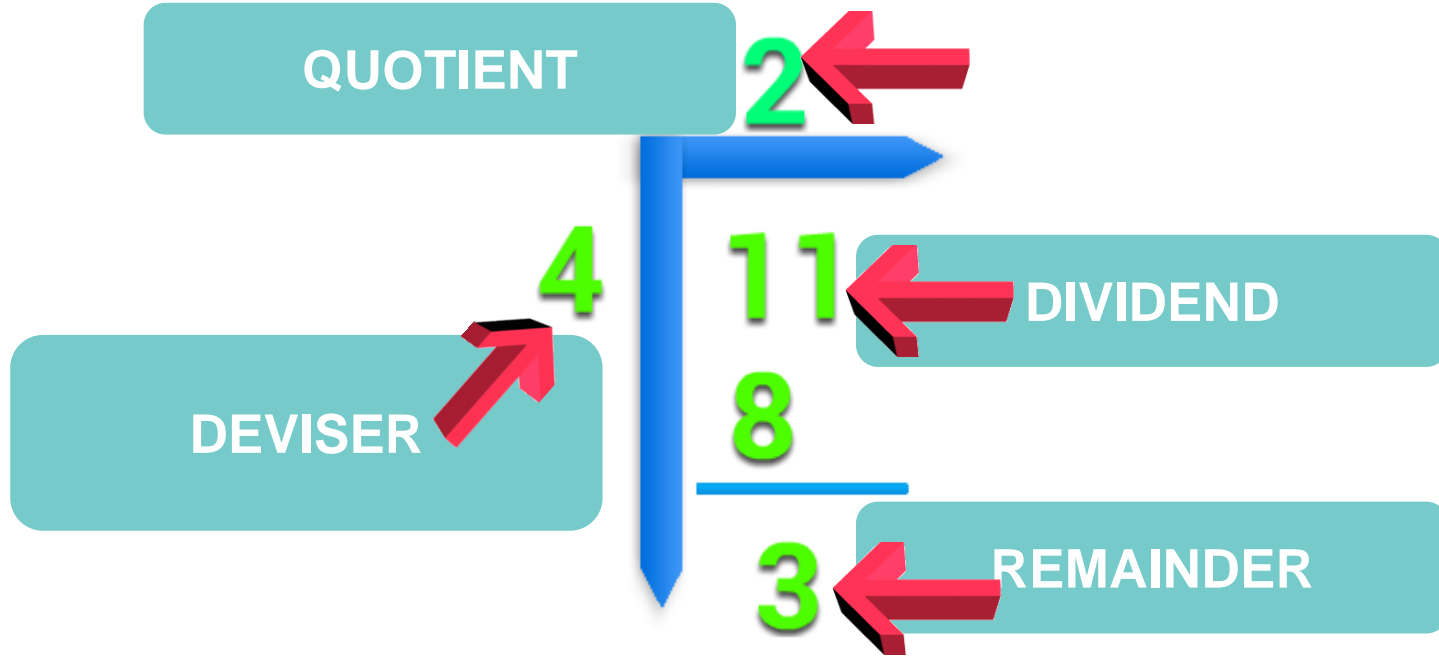 QUOTIENT 2
4 11 DIVIDEND
DEVISER 8
3 REMAINDER